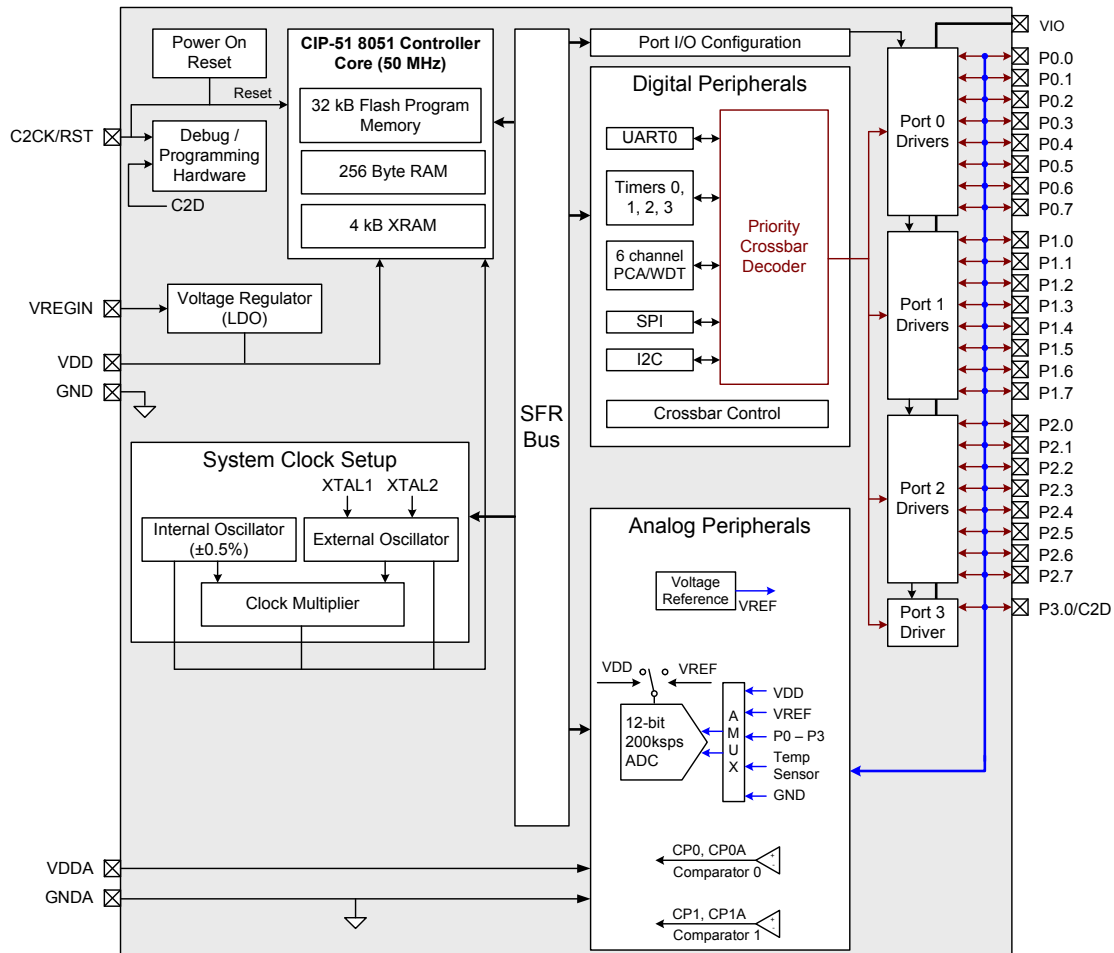 Power On
Reset
CIP-51 8051 Controller
Core (50 MHz)
32 kB Flash Program
Memory
256 Byte RAM
4 kB XRAM
Reset
C2CK/RST
Debug /
Programming
Hardware
C2D
VREGIN
Voltage Regulator
(LDO)
VDD
GND
System Clock Setup
XTAL1
XTAL2
Internal Oscillator
(±0.5%)
External Oscillator
Clock Multiplier
VDDA
GNDA
SFR
Bus
Port I/O Configuration
Digital Peripherals
UART0
Timers 0,
1, 2, 3
6 channel
PCA/WDT
SPI
I2C
Priority
Crossbar
Decoder
Crossbar Control
Analog Peripherals
Voltage
Reference
VREF
VDD
VREF
12-bit
200ksps
ADC
A
M
U
X
VDD
VREF
P0 – P3
Temp
Sensor
GND
CP0, CP0A
+
-
Comparator 0
CP1, CP1A
+
-
Comparator 1
Port 0
Drivers
Port 1
Drivers
Port 2
Drivers
Port 3
Driver
VIO
P0.0
P0.1
P0.2
P0.3
P0.4
P0.5
P0.6
P0.7
P1.0
P1.1
P1.2
P1.3
P1.4
P1.5
P1.6
P1.7
P2.0
P2.1
P2.2
P2.3
P2.4
P2.5
P2.6
P2.7
P3.0/C2D